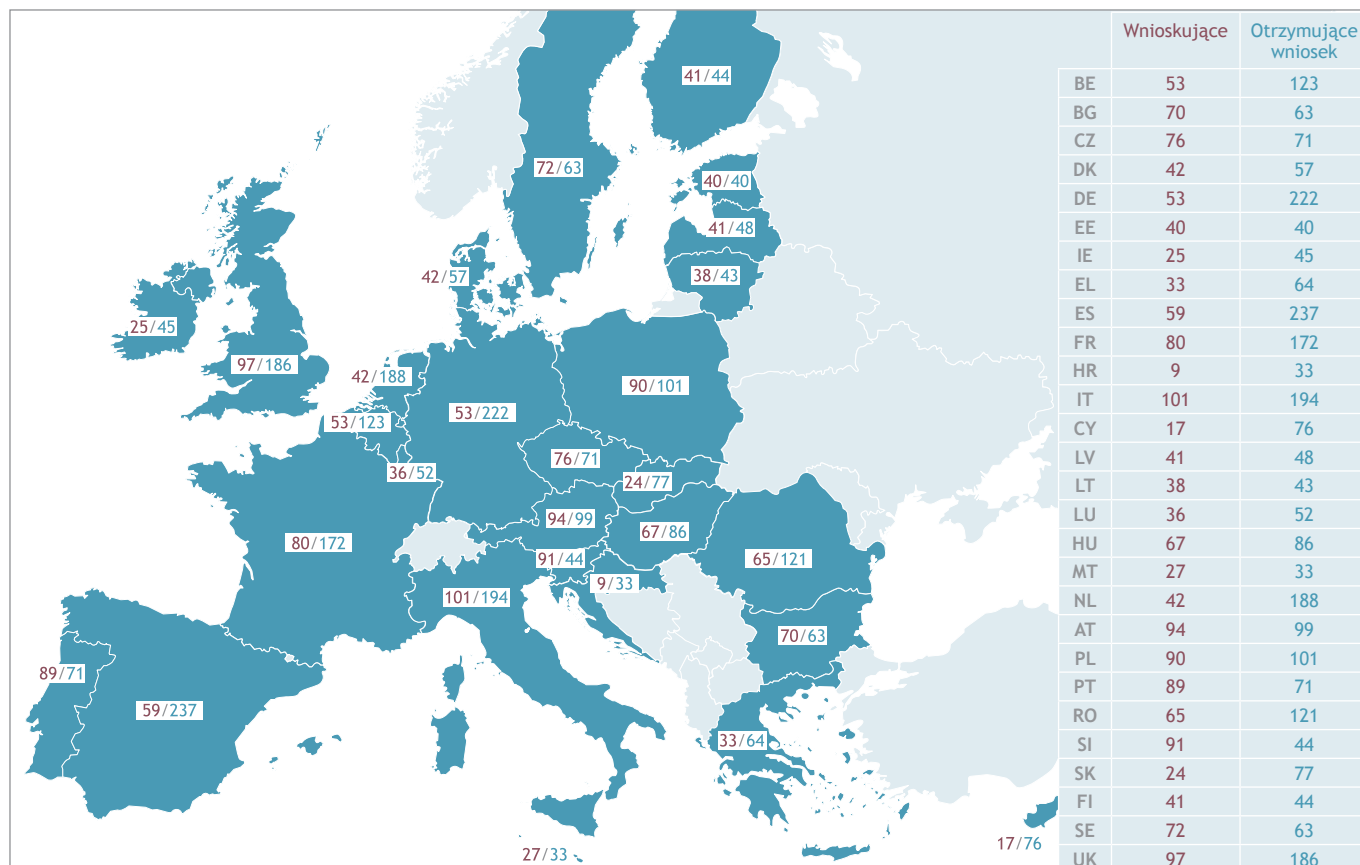 41/44
72/63
40/40
41/48
38/43
42/57
25/45
97/186
42/188
90/101
53/123
53/222
36/52
76/71
24/77
94/99
67/86
80/172
91/44
9/33
65/121
101/194
70/63
89/71
59/237
33/64
17/76
27/33
Wnioskujące Otrzymujące
wniosek
BE 53 123
BG 70 63
CZ 76 71
DK 42 57
DE 53 222
EE 40 40
IE 25 45
EL 33 64
ES 59 237
FR 80 172
HR 9 33
IT 101 194
CY 17 76
LV 41 48
LT 38 43
LU 36 52
HU 67 86
MT 27 33
NL 42 188
AT 94 99
PL 90 101
PT 89 71
RO 65 121
SI 91 44
SK 24 77
FI 41 44
SE 72 63
UK 97 186